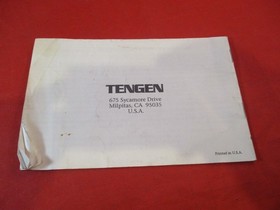 TENGEN
675 Sycamore Drive
Milpitas, CA 95035
U.S.A.
Printed in U.S.A.